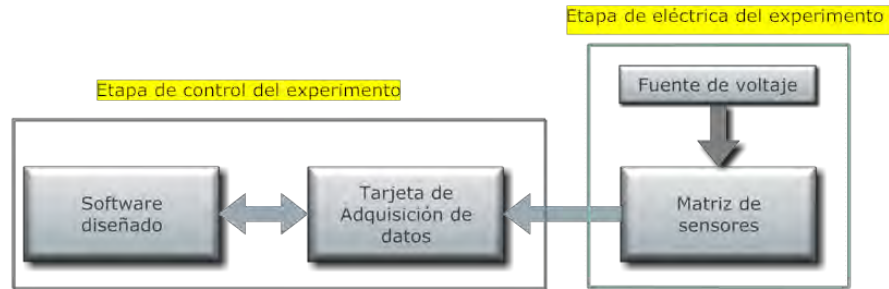 Etapa de eléctrica del experimento
Etapa de control del experimento
Fuente de voltaje
Software
diseñado
Tarjeta de
Adquisición de
datos
Matriz de
sensores